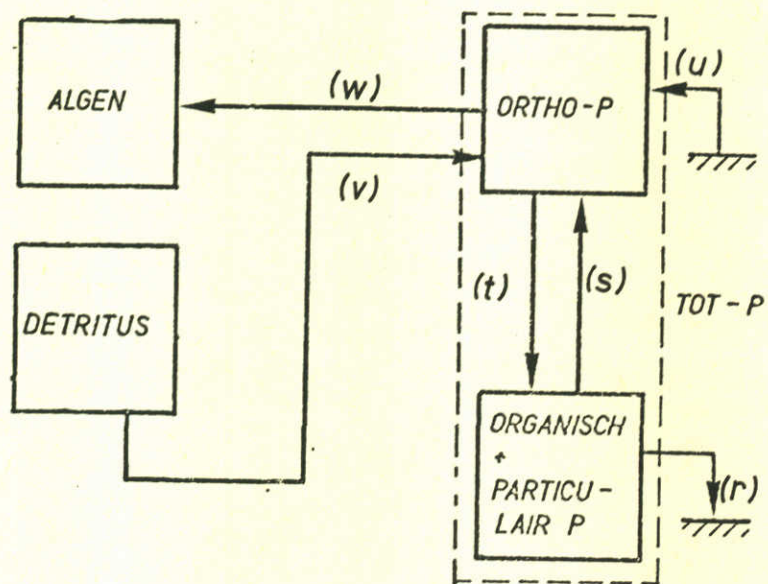 ALGEN
(w)
ORTHO-P
(u)
(v)
DETRITUS
(t)
(s)
TOT-P
ORGANISCH
+
PARTICU-
LAIR P
(r)